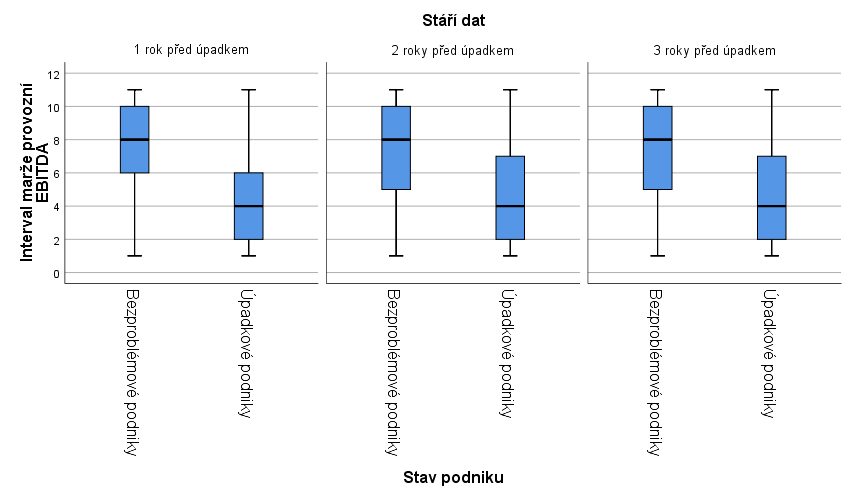 Stáří dat
1 rok před úpadkem
2 roky před úpadkem
3 roky před úpadkem
Interval marže provozní
EBITDA
12
10
8
6
4
2
0
Bezproblémové podniky
Úpadkové podniky
Bezproblémové podniky
Úpadkové podniky
Bezproblémové podniky
Úpadkové podniky
Stav podniku